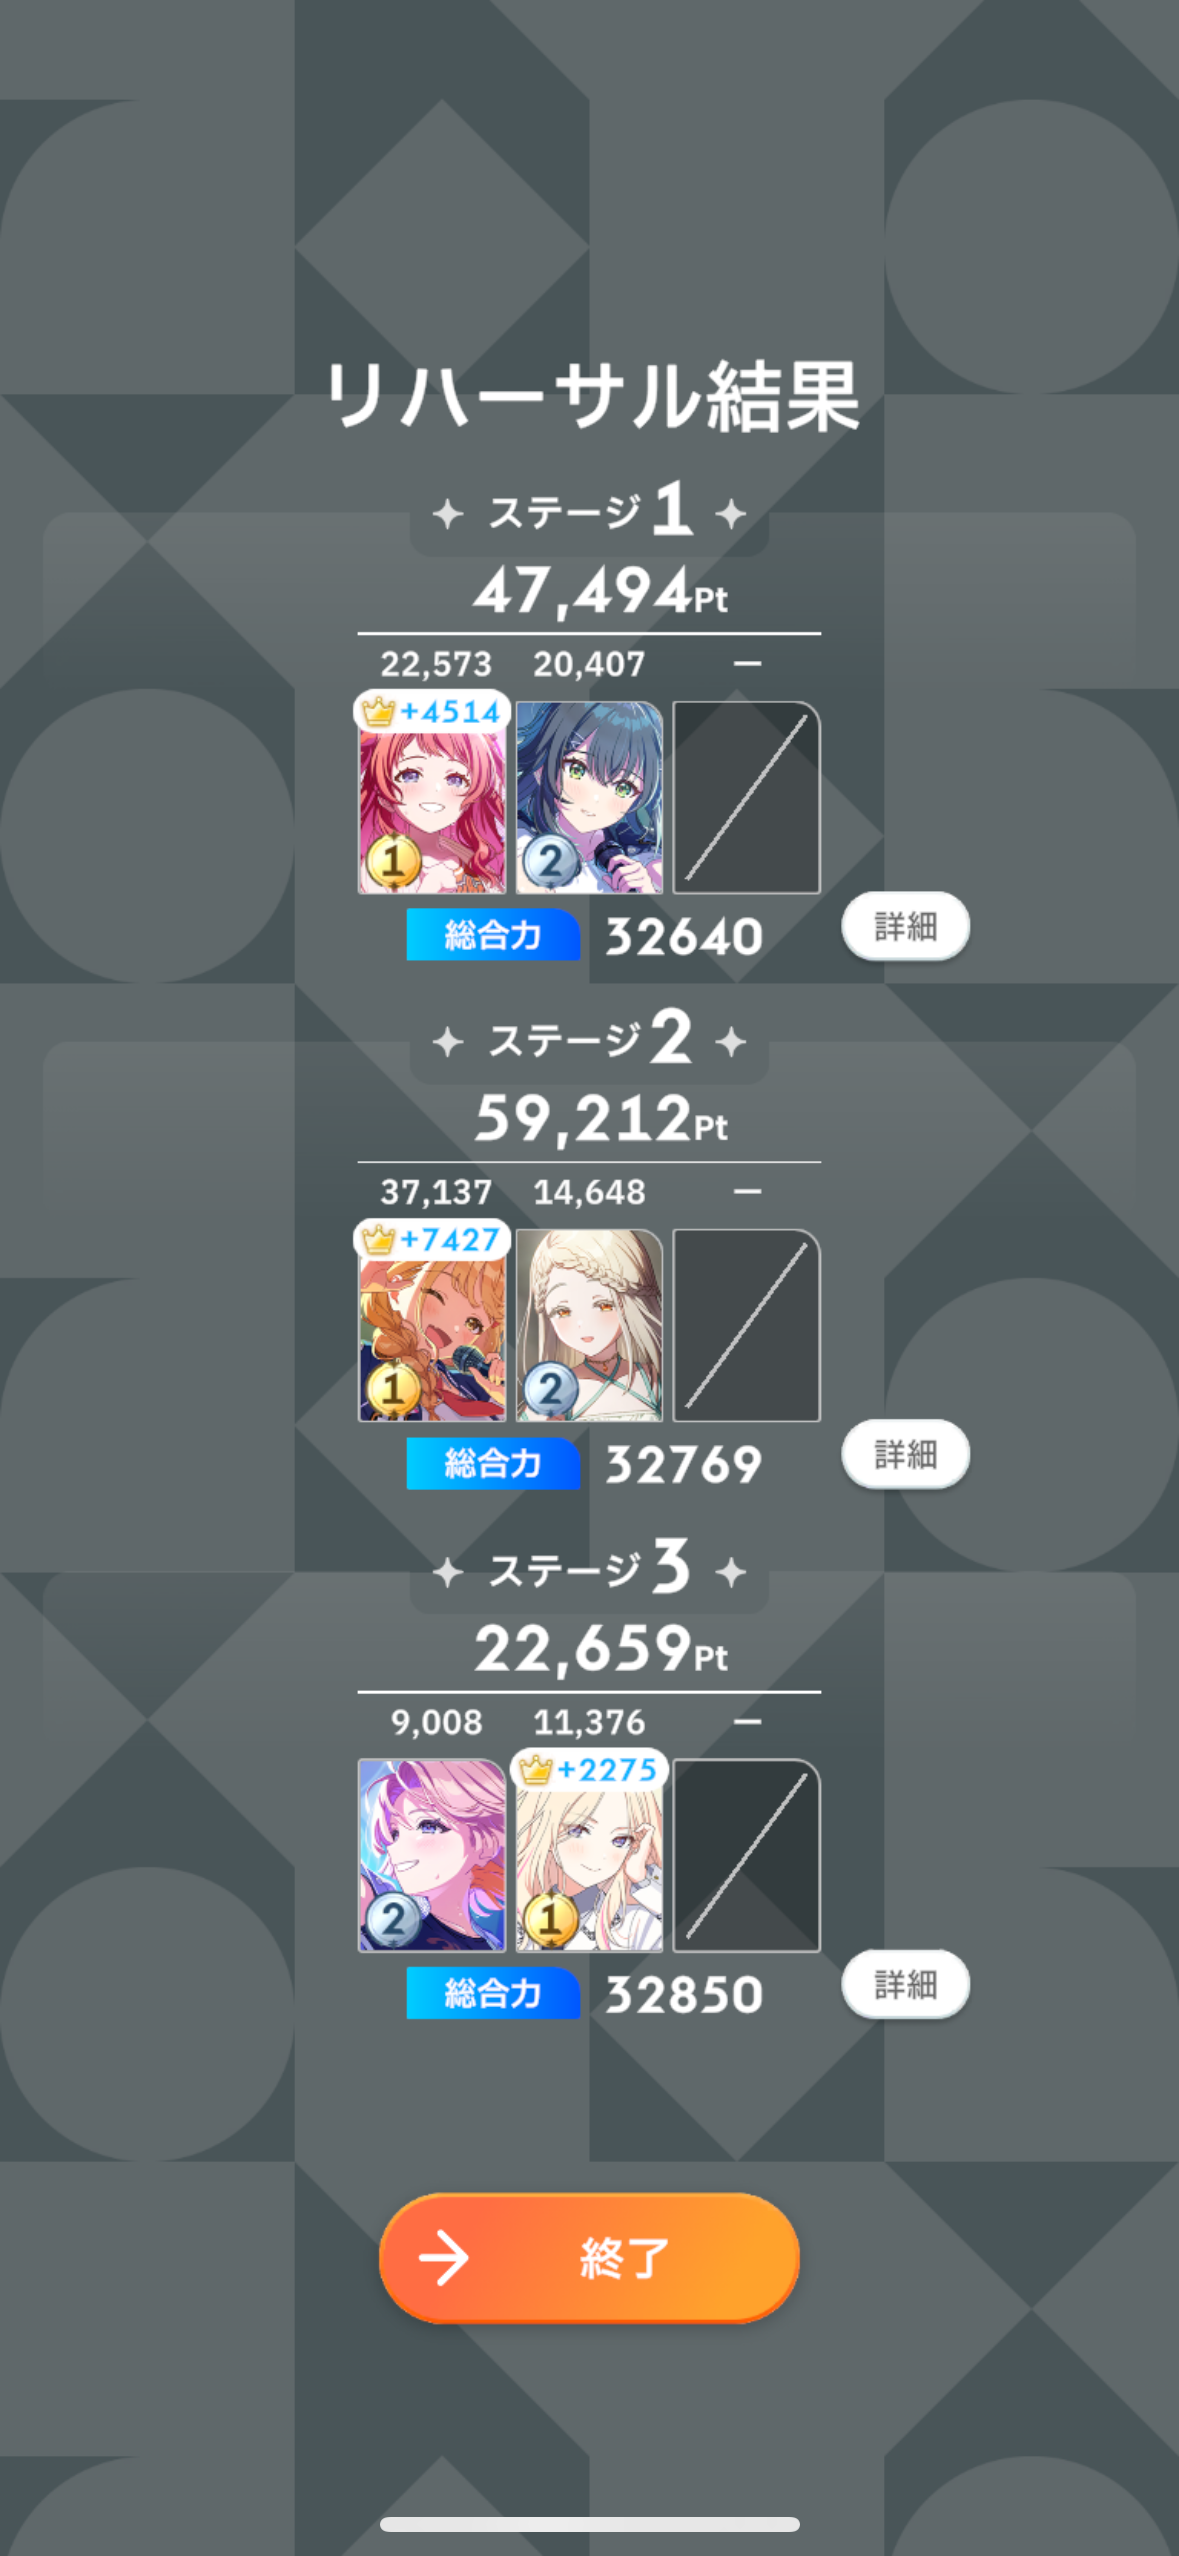 リハーサル結果
ステージ1
47,494Pt
22,573 20,407 ー
+4514
1 2
総合力 32640 詳細
ステージ2
59,212Pt
37,137 14,648 ー
+7427
1 2
総合力 32769 詳細
ステージ3
22,659Pt
9,008 11,376 ー
+2275
2 1
総合力 32850 詳細
→ 終了